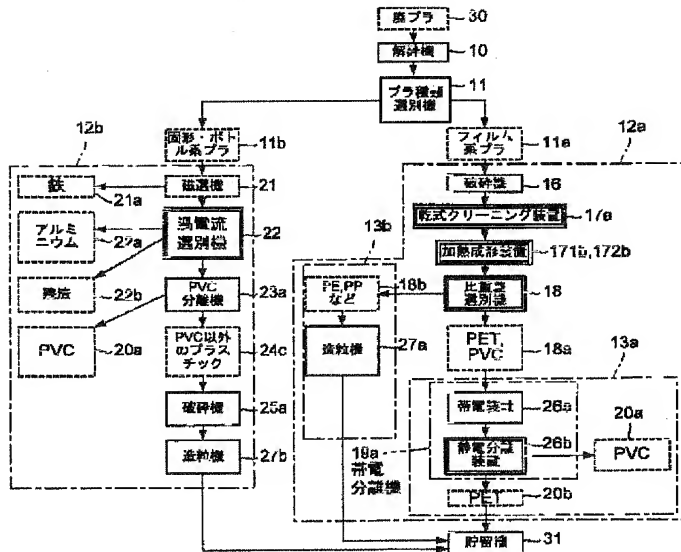 廃プラ
30
解砕機
10
プラ種類
選別機
11
固形・ボト
ル系プラ
11b
フィルム
系プラ
11a
12b
12a
鉄
21a
磁選機
21
破砕機
16
アルミ
ニウム
22a
渦電流
選別機
22
乾式クリーニング装置
17a
13b
加熱成形装置
171b,172b
残渣
22b
PVC
分離機
23a
PE,PP
など
18b
比重差
選別機
18
PVC
20a
PVC以外
のプラス
チック
24c
造粒機
27a
PET,
PVC
18a
13a
破砕機
25a
帯電装置
26a
20a
造粒機
27b
19a
帯電
分離機
静電分離
装置
26b
PVC
PET
20b
貯留槽
31